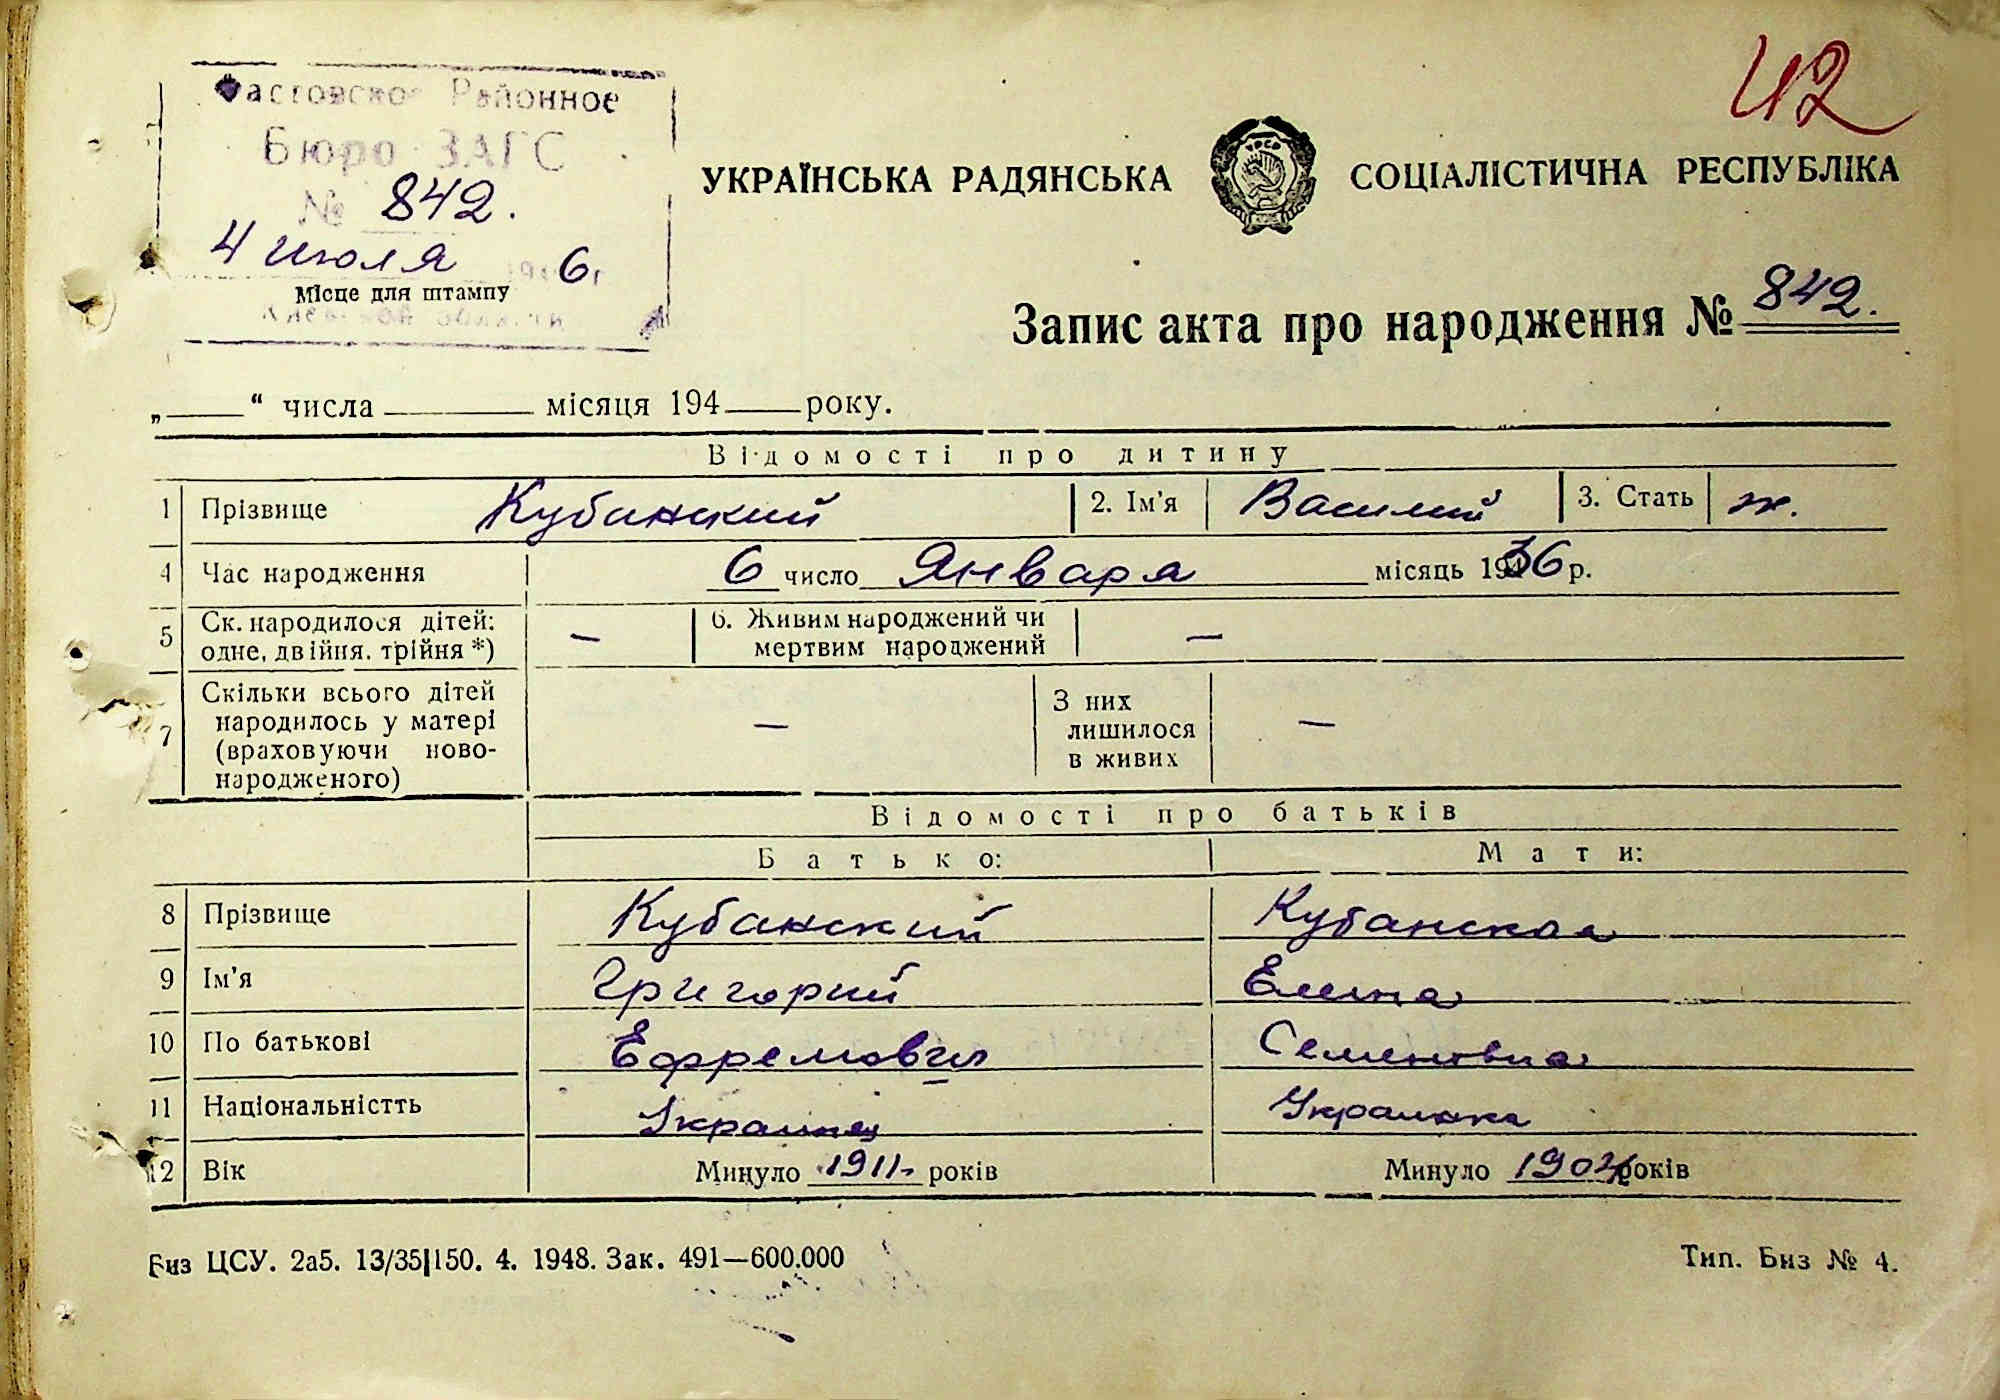 42
Фастовское Районное
Бюро ЗАГС
№ 842.
4 июля 6
Місце для штампу
УКРАЇНСЬКА РАДЯНСЬКА СОЦІАЛІСТИЧНА РЕСПУБЛІКА
УРСР
Запис акта про народження № 842.
„ “ числа місяця 194 року.
Відомості про дитину
1 Прізвище Кубанский 2. Ім'я Василий 3. Стать м.
4 Час народження 6 число Января місяць 1936 р.
5 Ск. народилося дітей: одне, двійня, трійня *) — 6. Живим народжений чи мертвим народжений —
7 Скільки всього дітей народилось у матері (враховуючи ново-народженого) — З них лишилося в живих —
Відомості про батьків
Батько: Мати:
8 Прізвище Кубанский Кубанская
9 Ім'я Григорий Елена
10 По батькові Ефремович Семеновна
11 Національністть Украинец Украинка
12 Вік Минуло 1911 років Минуло 1904 років
Биз ЦСУ. 2а5. 13/35|150. 4. 1948. Зак. 491—600.000 Тип. Биз № 4.